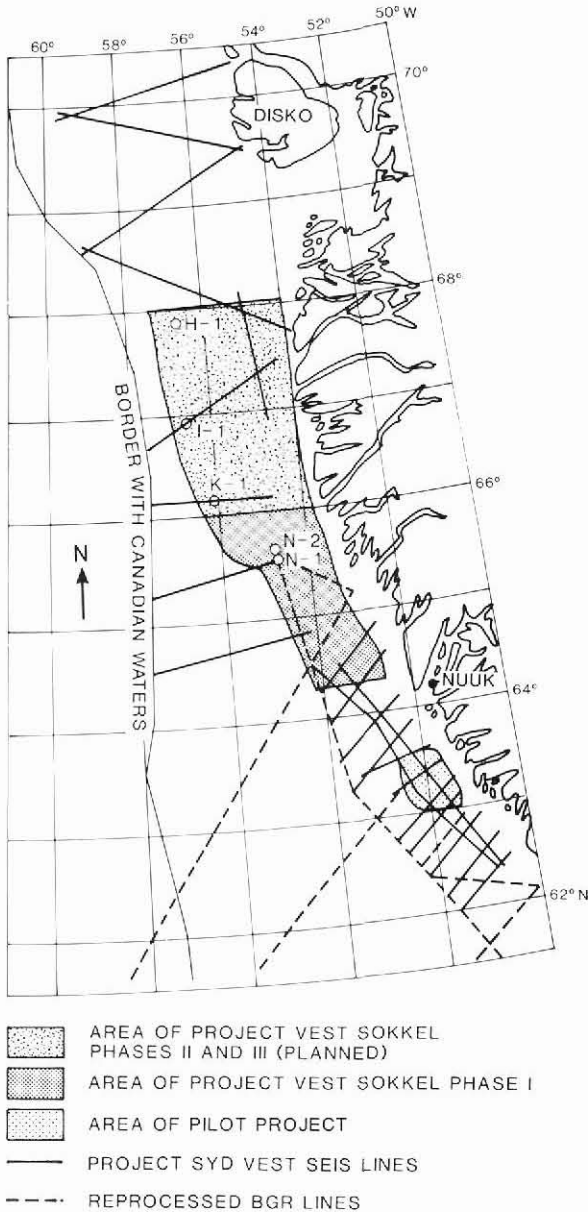 60° 58° 56° 54° 52° 50° W
70°
DISKO
68°
H-1
I-1
K-1
66°
N-2
N-1
BORDER WITH CANADIAN WATERS
N
NUUK
64°
62° N
AREA OF PROJECT VEST SOKKEL
PHASES II AND III (PLANNED)
AREA OF PROJECT VEST SOKKEL PHASE I
AREA OF PILOT PROJECT
PROJECT SYD VEST SEIS LINES
REPROCESSED BGR LINES